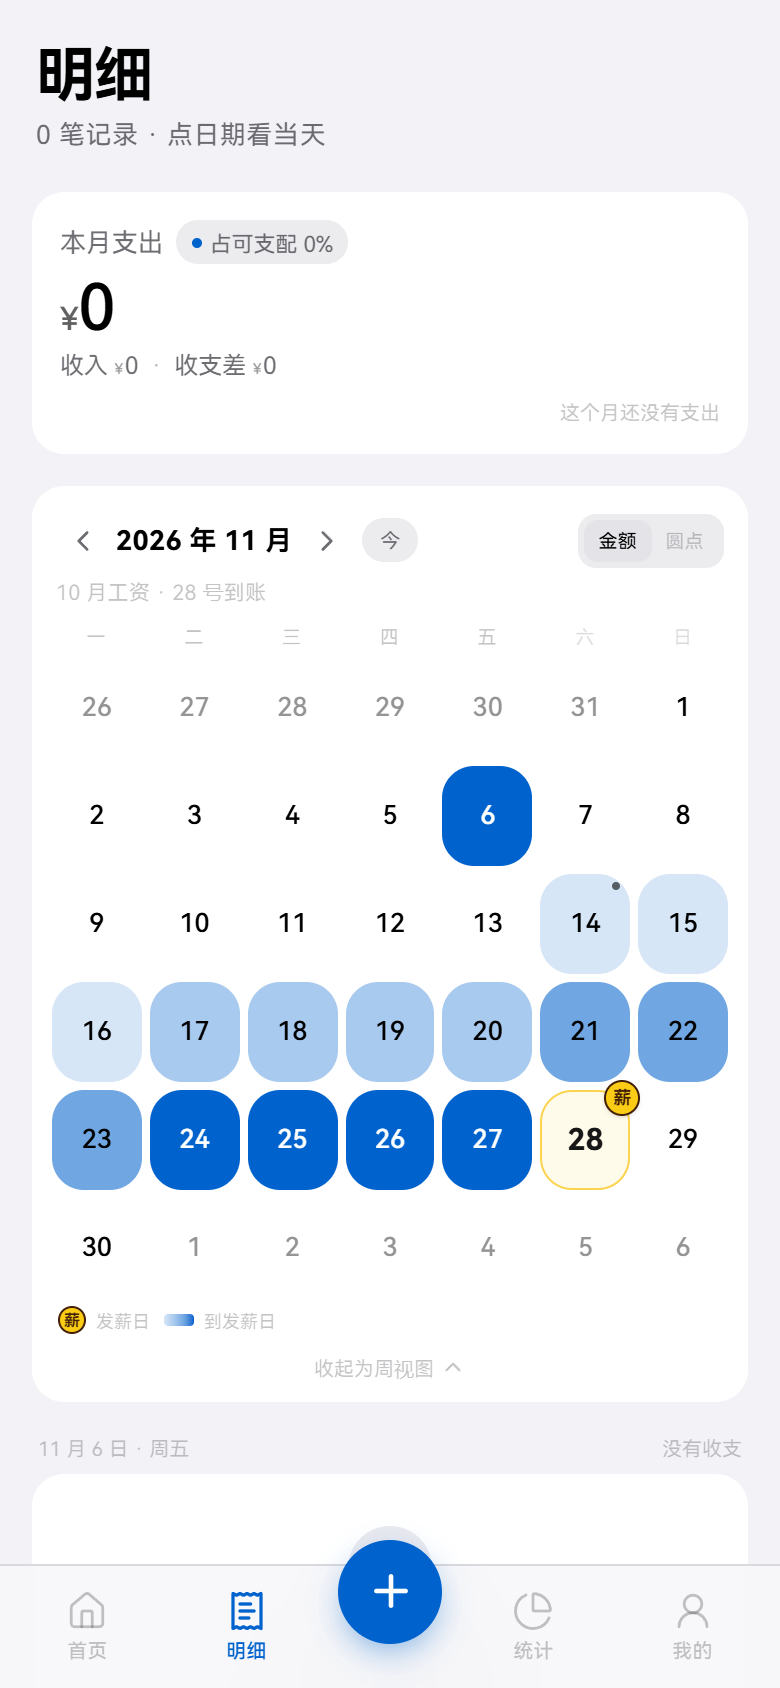 明细
0 笔记录 · 点日期看当天
本月支出 占可支配 0%
¥0
收入 ¥0 · 收支差 ¥0
这个月还没有支出
2026 年 11 月 今 金额 圆点
10 月工资 · 28 号到账
一 二 三 四 五 六 日
26 27 28 29 30 31 1
2 3 4 5 6 7 8
9 10 11 12 13 14 15
16 17 18 19 20 21 22
薪
23 24 25 26 27 28 29
30 1 2 3 4 5 6
薪 发薪日 到发薪日
收起为周视图
11 月 6 日 · 周五 没有收支
首页 明细 统计 我的